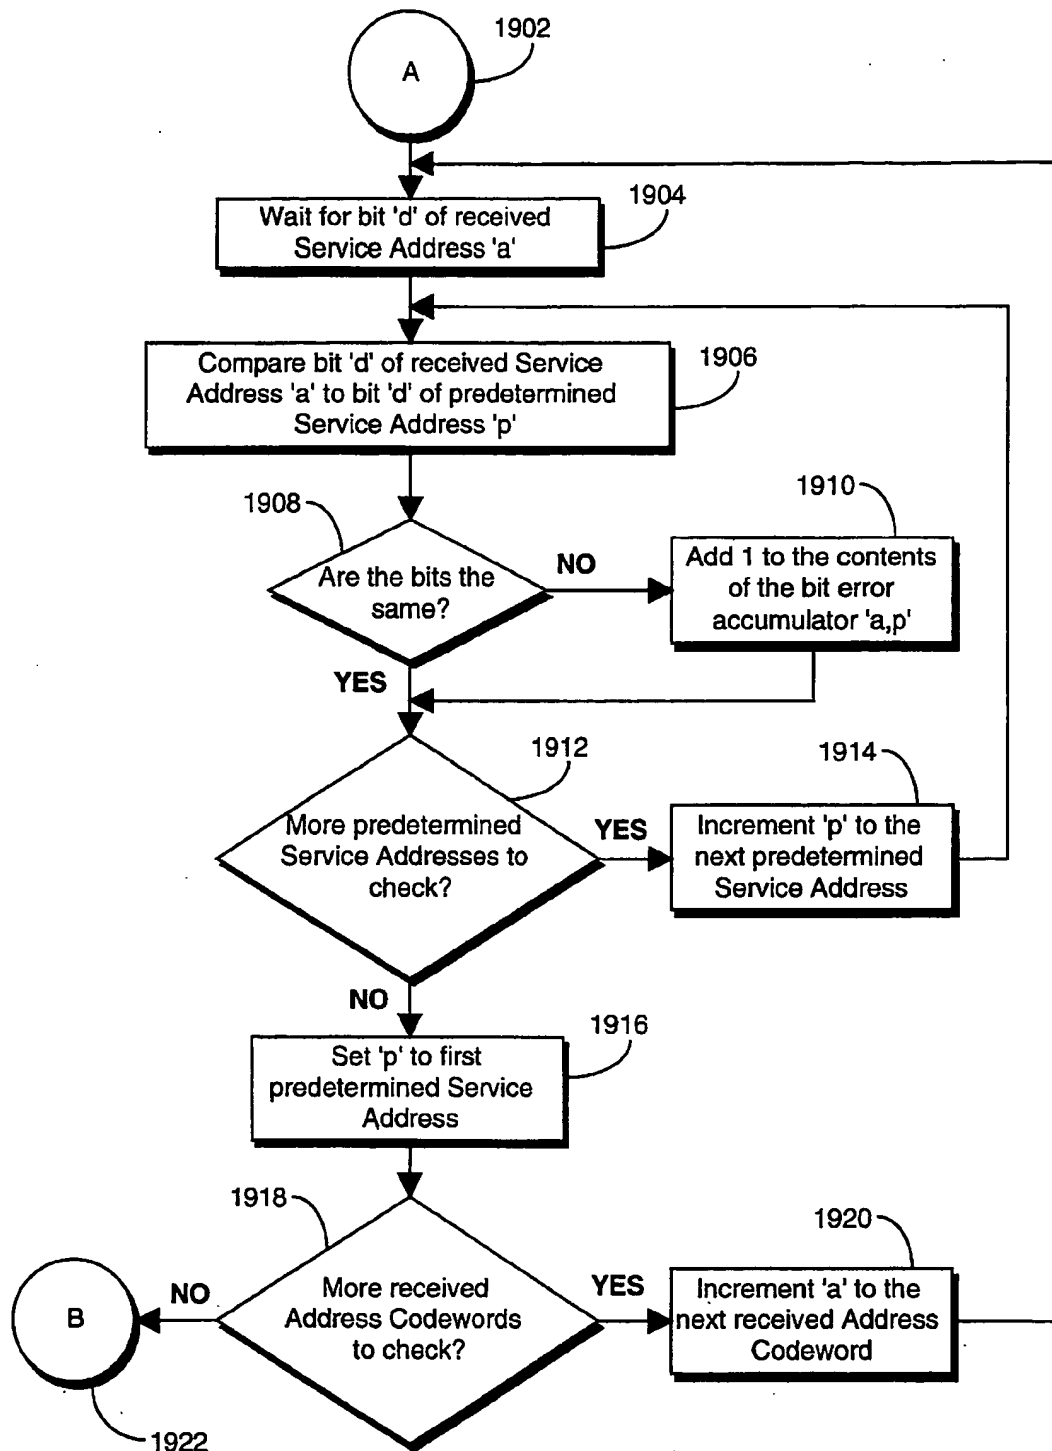 1902
A
1904
Wait for bit 'd' of received
Service Address 'a'
1906
Compare bit 'd' of received Service
Address 'a' to bit 'd' of predetermined
Service Address 'p'
1908
Are the bits the
same?
NO
1910
Add 1 to the contents
of the bit error
accumulator 'a,p'
YES
1912
More predetermined
Service Addresses to
check?
YES
1914
Increment 'p' to the
next predetermined
Service Address
NO
1916
Set 'p' to first
predetermined Service
Address
1918
More received
Address Codewords
to check?
YES
1920
Increment 'a' to the
next received Address
Codeword
NO
B
1922